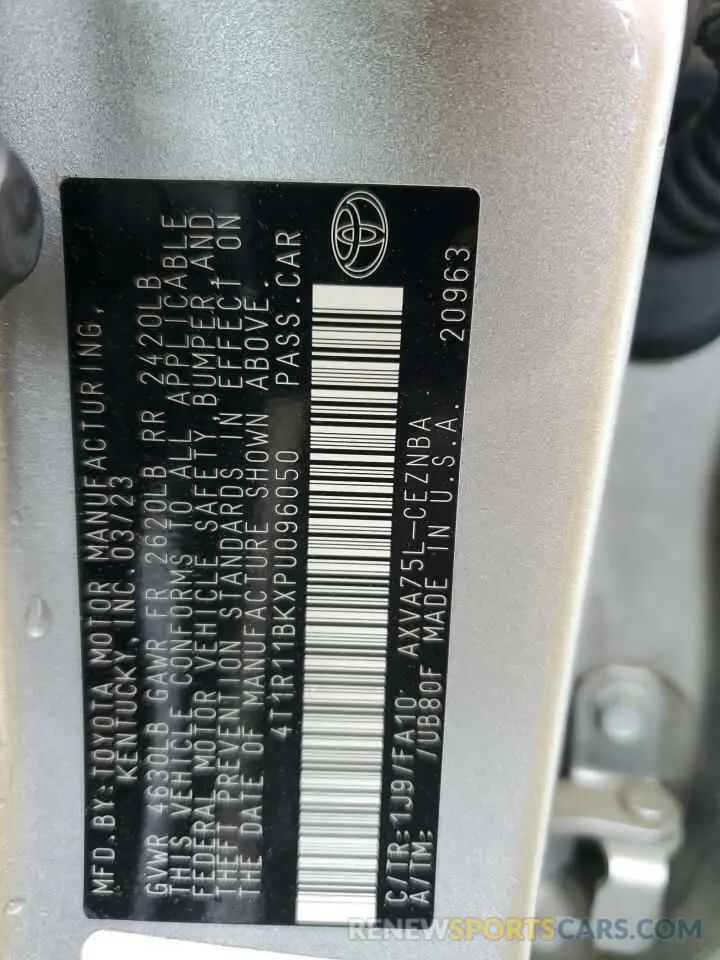 MFD.BY:TOYOTA MOTOR MANUFACTURING,
KENTUCKY, INC.03/23
GVWR 4630LB GAWR FR 2620LB RR 2420LB
THIS VEHICLE CONFORMS TO ALL APPLICABLE
FEDERAL MOTOR VEHICLE SAFETY, BUMPER, AND
THEFT PREVENTION STANDARDS IN EFFECT ON
THE DATE OF MANUFACTURE SHOWN ABOVE.
4T1R11BKXPU096050 PASS.CAR
C/TR:1J9/FA10 AXVA75L-CEZNBA
A/TM: /UB80F MADE IN U.S.A. 20963
RENEWSPORTSCARS.COM